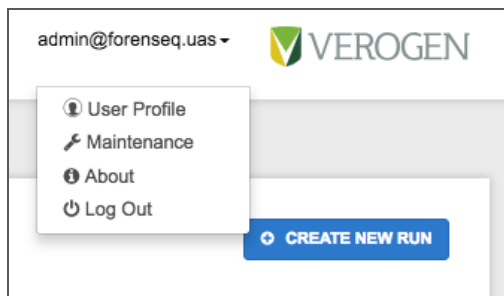 admin@forenseq.uas
VEROGEN
User Profile
Maintenance
About
Log Out
CREATE NEW RUN